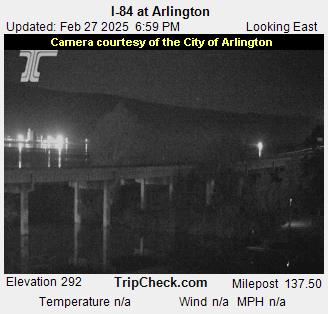 I-84 at Arlington
Updated: Feb 27 2025 6:59 PM Looking East
Camera courtesy of the City of Arlington
Elevation 292 TripCheck.com Milepost 137.50
Temperature n/a Wind n/a MPH n/a